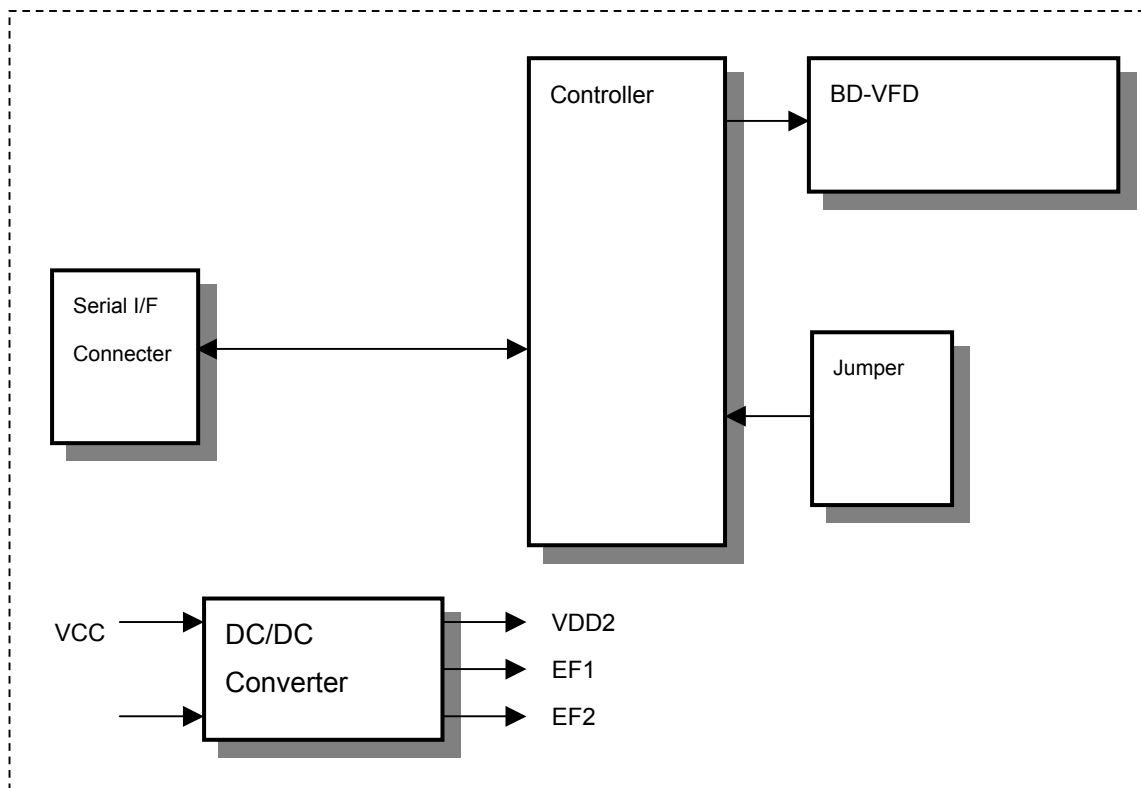 Controller
BD-VFD
Serial I/F
Connecter
Jumper
VCC
DC/DC
Converter
VDD2
EF1
EF2